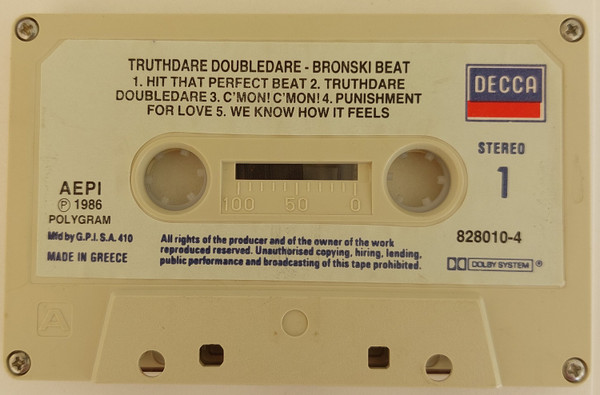 TRUTHDARE DOUBLEDARE - BRONSKI BEAT
1. HIT THAT PERFECT BEAT 2. TRUTHDARE
DOUBLEDARE 3. C'MON! C'MON! 4. PUNISHMENT
FOR LOVE 5. WE KNOW HOW IT FEELS
DECCA
STEREO
1
AEPI
℗ 1986
POLYGRAM
100 50 0
Mfd by G.P.I. S.A. 410
MADE IN GREECE
All rights of the producer and of the owner of the work
reproduced reserved. Unauthorised copying, hiring, lending,
public performance and broadcasting of this tape prohibited.
828010-4
DOLBY SYSTEM ®
A